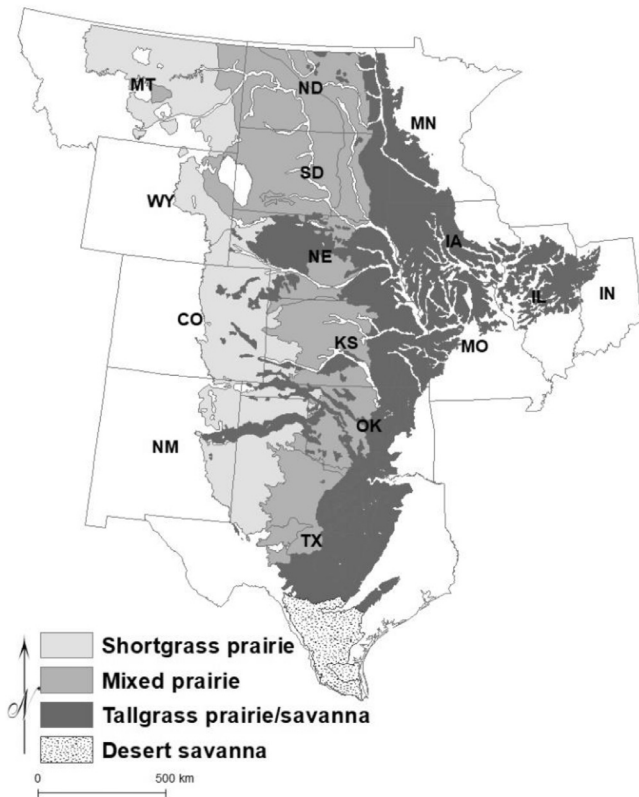 MT
ND
MN
SD
WY
IA
NE
IL
IN
CO
KS
MO
OK
NM
TX
Shortgrass prairie
Mixed prairie
Tallgrass prairie/savanna
Desert savanna
0 500 km